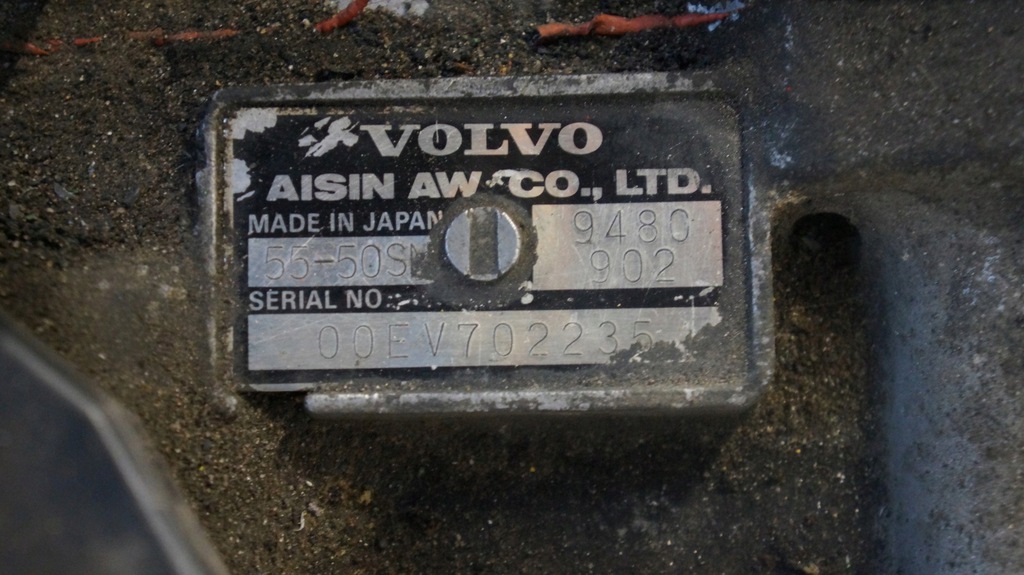 VOLVO
AISIN AW CO., LTD.
MADE IN JAPAN
55-50SN
9480
902
SERIAL NO.
00EV702235